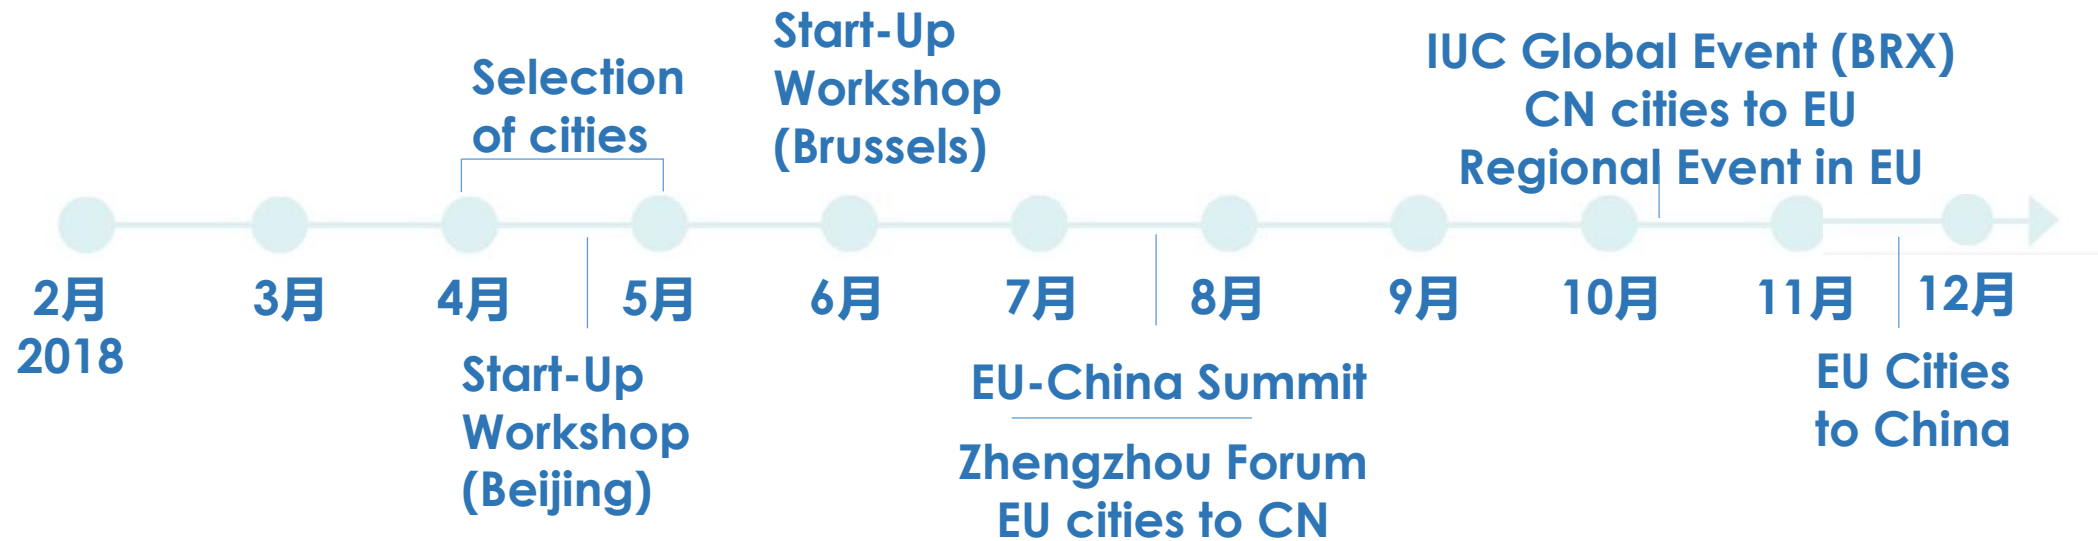 Selection
of cities
Start-Up
Workshop
(Brussels)
IUC Global Event (BRX)
CN cities to EU
Regional Event in EU
2月
2018
3月
4月
5月
6月
7月
8月
9月
10月
11月
12月
Start-Up
Workshop
(Beijing)
EU-China Summit
Zhengzhou Forum
EU cities to CN
EU Cities
to China